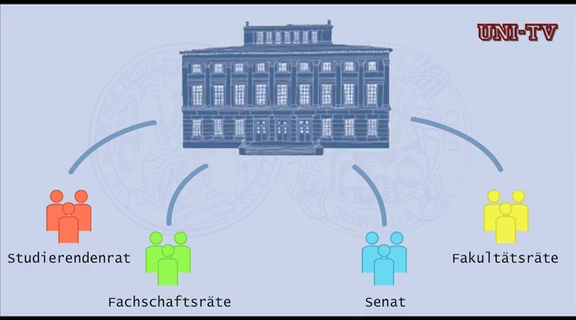 UNI-TV
Studierendenrat
Fachschaftsräte
Senat
Fakultätsräte